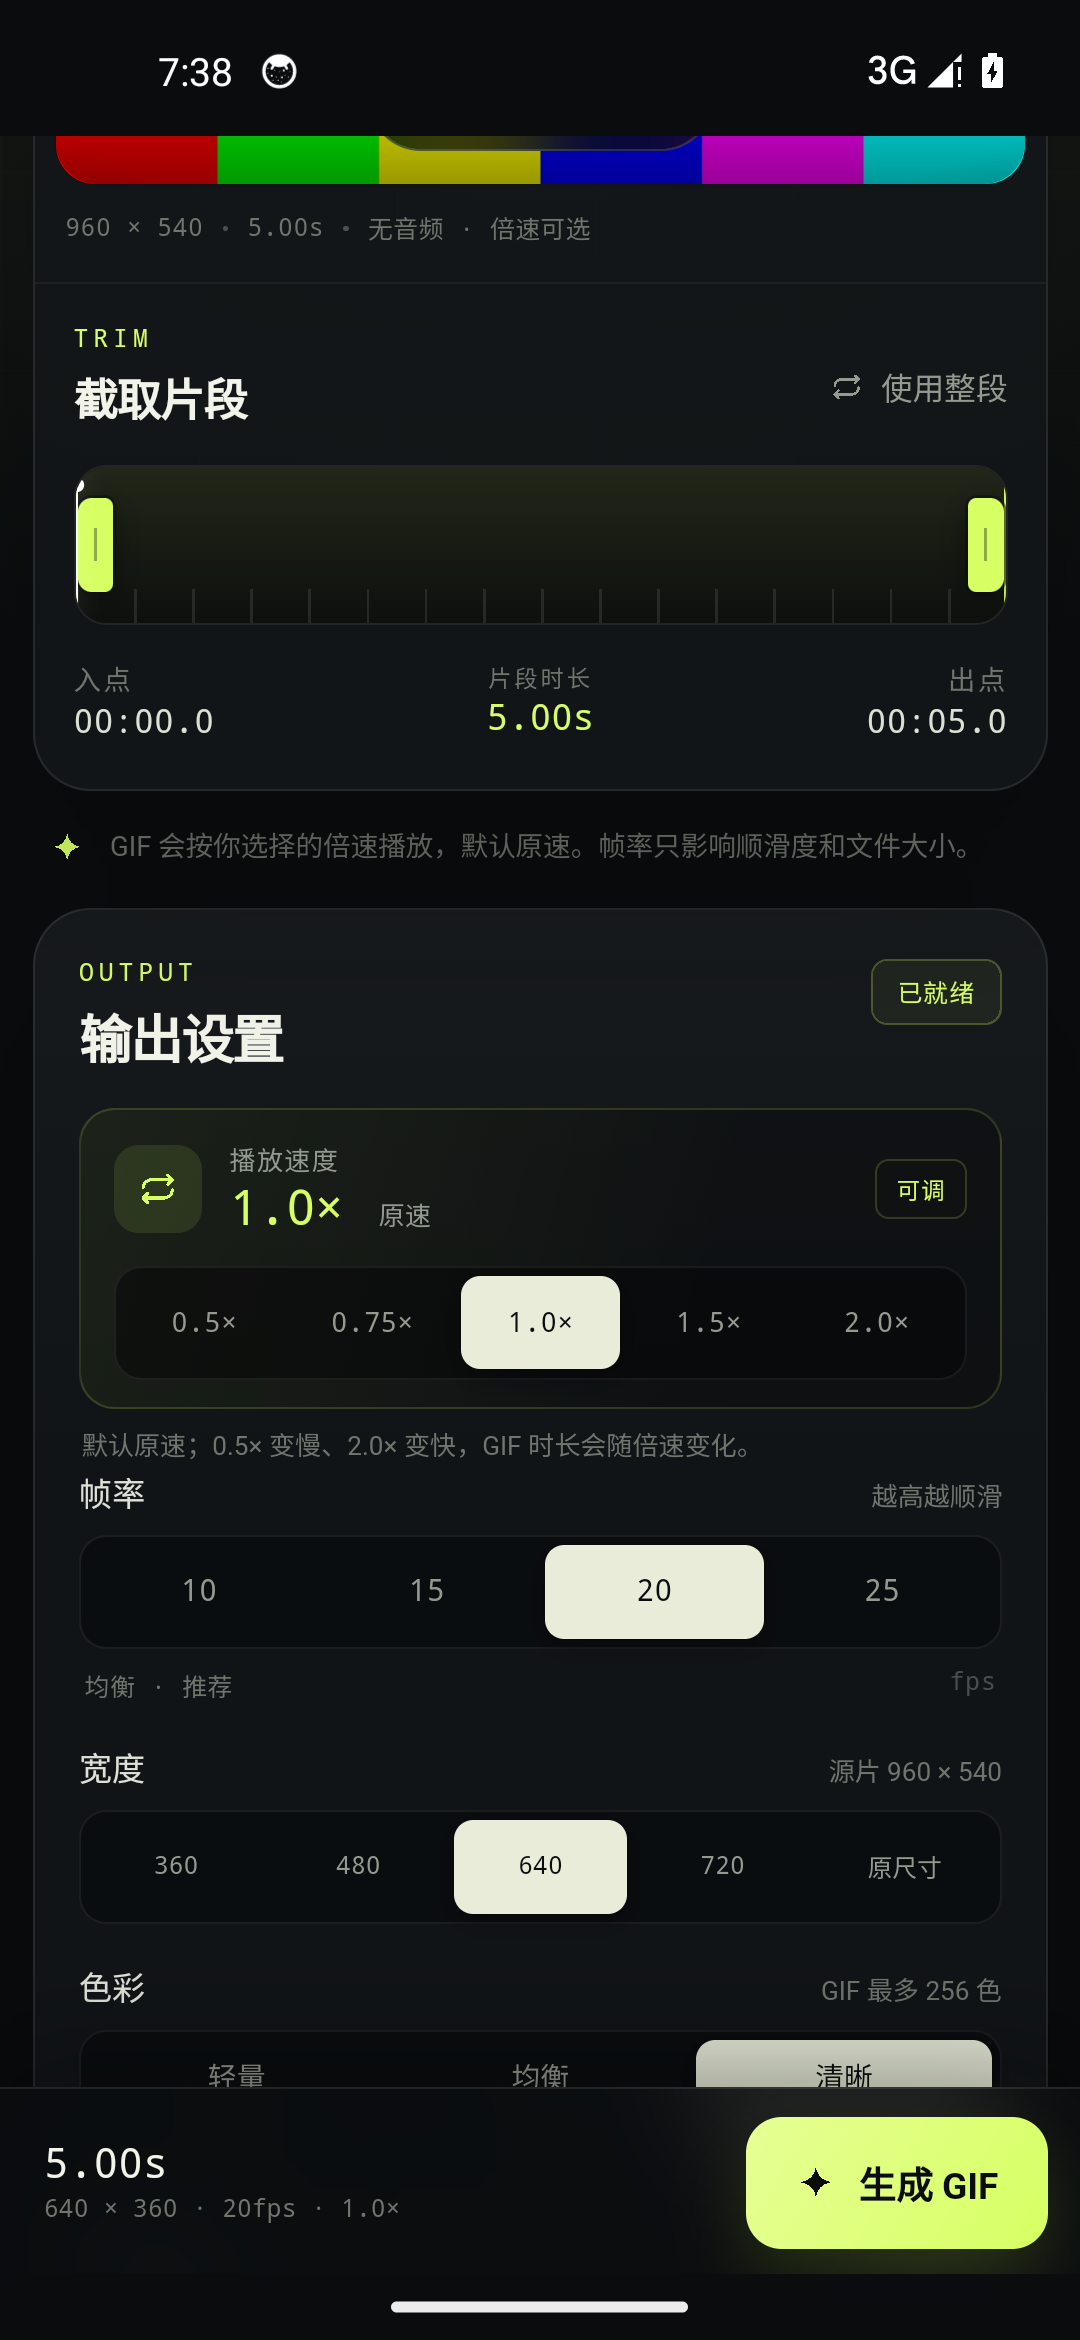 7:38
3G
960 × 540 • 5.00s • 无音频 · 倍速可选
TRIM
截取片段
使用整段
入点
片段时长
出点
00:00.0
5.00s
00:05.0
GIF 会按你选择的倍速播放，默认原速。帧率只影响顺滑度和文件大小。
OUTPUT
输出设置
已就绪
播放速度
1.0× 原速
可调
0.5× 0.75× 1.0× 1.5× 2.0×
默认原速；0.5× 变慢、2.0× 变快，GIF 时长会随倍速变化。
帧率
越高越顺滑
10 15 20 25
均衡 · 推荐
fps
宽度
源片 960 × 540
360 480 640 720 原尺寸
色彩
GIF 最多 256 色
轻量 均衡 清晰
5.00s
640 × 360 · 20fps · 1.0×
生成 GIF